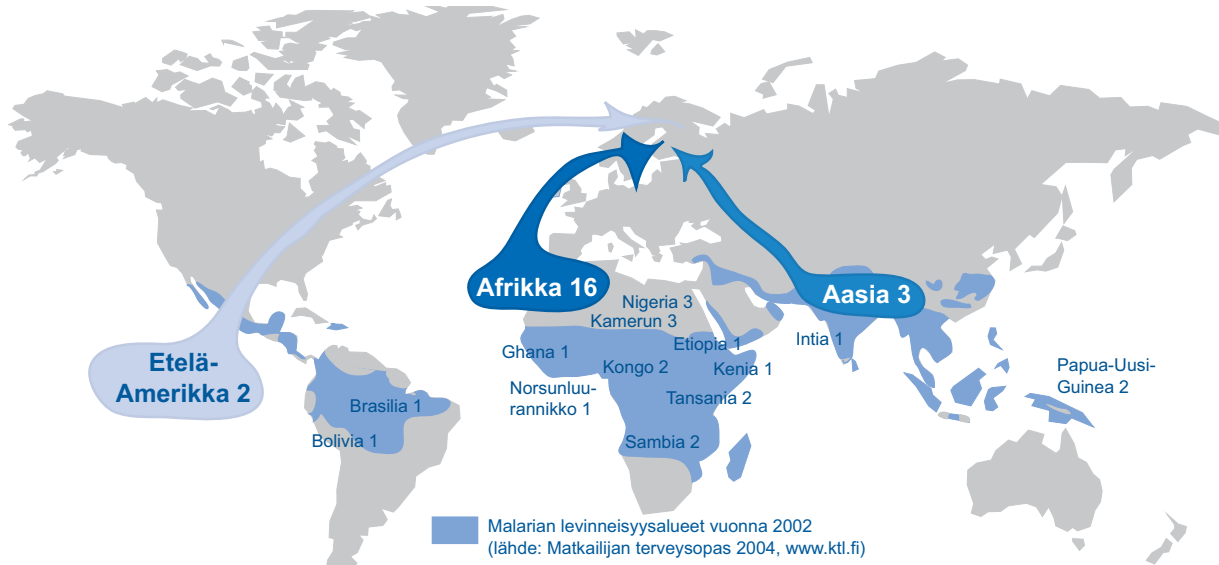 Afrikka 16
Aasia 3
Etelä-
Amerikka 2
Nigeria 3
Kamerun 3
Etiopia 1
Intia 1
Ghana 1
Kongo 2
Kenia 1
Papua-Uusi-
Guinea 2
Norsunluu-
rannikko 1
Tansania 2
Brasilia 1
Bolivia 1
Sambia 2
Malarian levinneisyysalueet vuonna 2002
(lähde: Matkailijan terveysopas 2004, www.ktl.fi)